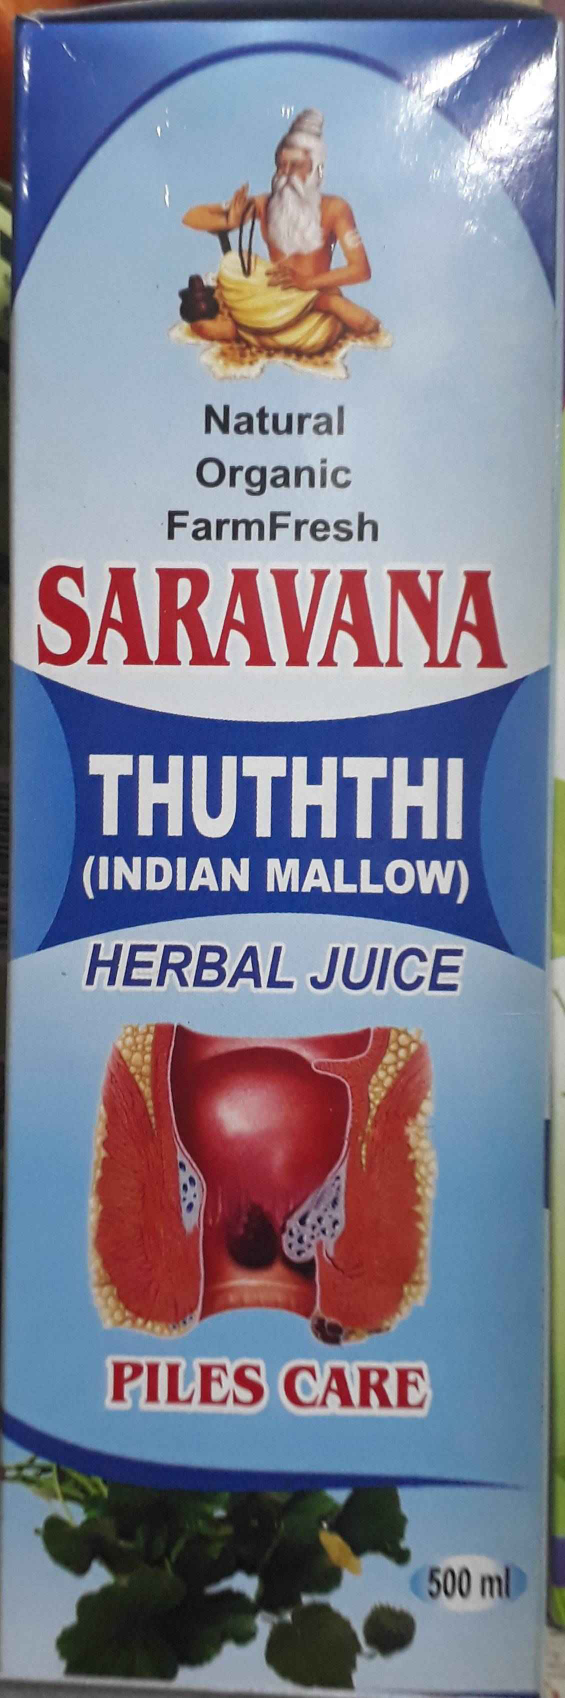 Natural
Organic
FarmFresh
SARAVANA
THUTHTHI
(INDIAN MALLOW)
HERBAL JUICE
PILES CARE
500 ml